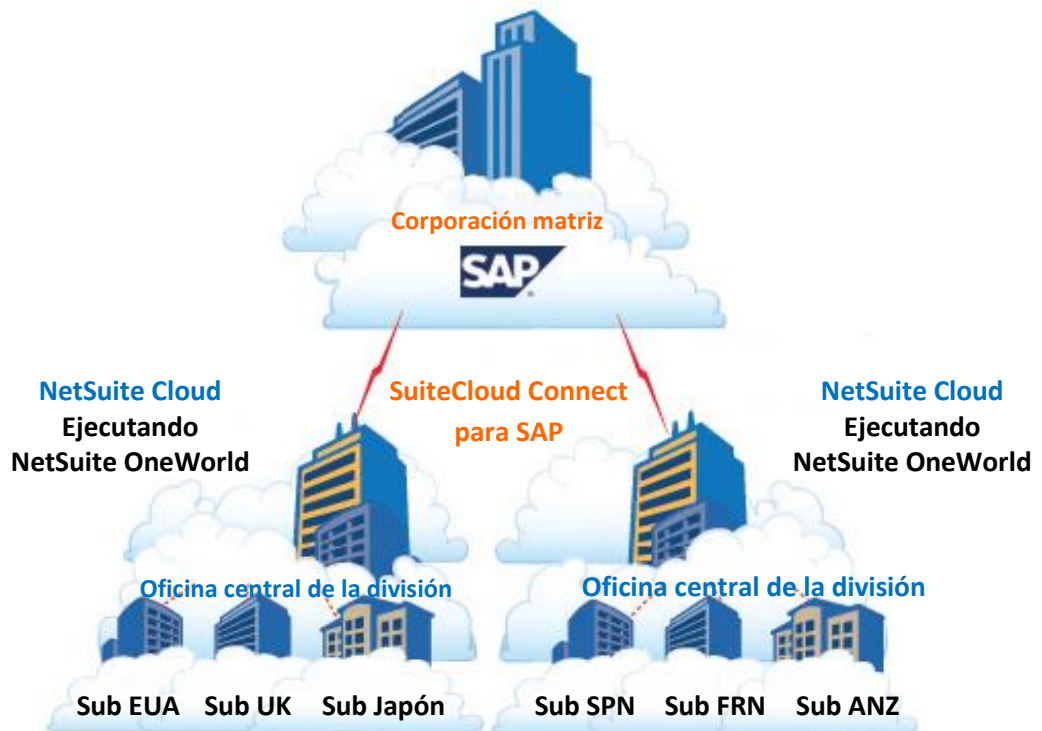 Corporación matriz
SAP
NetSuite Cloud
Ejecutando
NetSuite OneWorld
SuiteCloud Connect
para SAP
NetSuite Cloud
Ejecutando
NetSuite OneWorld
Oficina central de la división
Oficina central de la división
Sub EUA Sub UK Sub Japón
Sub SPN Sub FRN Sub ANZ